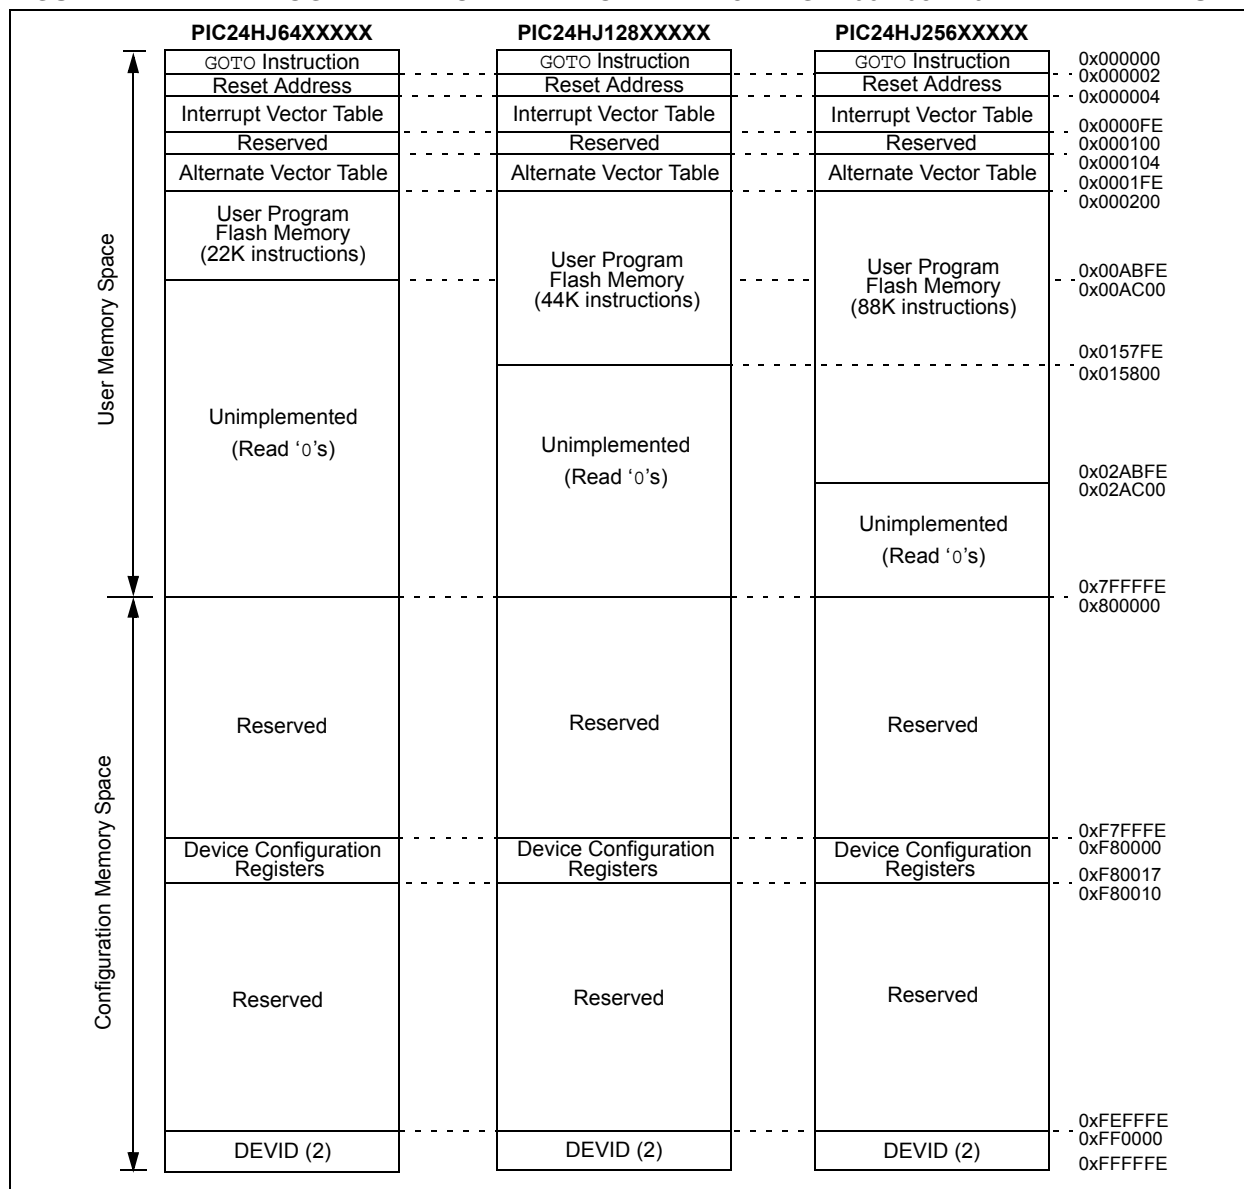 PIC24HJ64XXXXX PIC24HJ128XXXXX PIC24HJ256XXXXX
GOTO Instruction GOTO Instruction GOTO Instruction 0x000000
0x000002
Reset Address Reset Address Reset Address
0x000004
Interrupt Vector Table Interrupt Vector Table Interrupt Vector Table
0x0000FE
Reserved Reserved Reserved 0x000100
0x000104
Alternate Vector Table Alternate Vector Table Alternate Vector Table
0x0001FE
0x000200
User Program
Flash Memory
(22K instructions)
User Program
Flash Memory
(44K instructions)
User Program
Flash Memory
(88K instructions)
0x00ABFE
0x00AC00
User Memory Space
0x0157FE
0x015800
Unimplemented
(Read ‘0’s)
Unimplemented
(Read ‘0’s)
0x02ABFE
0x02AC00
Unimplemented
(Read ‘0’s)
0x7FFFFE
0x800000
Reserved Reserved Reserved
Configuration Memory Space
0xF7FFFE
0xF80000
Device Configuration
Registers
Device Configuration
Registers
Device Configuration
Registers
0xF80017
0xF80010
Reserved Reserved Reserved
0xFEFFFE
0xFF0000
DEVID (2) DEVID (2) DEVID (2)
0xFFFFFE